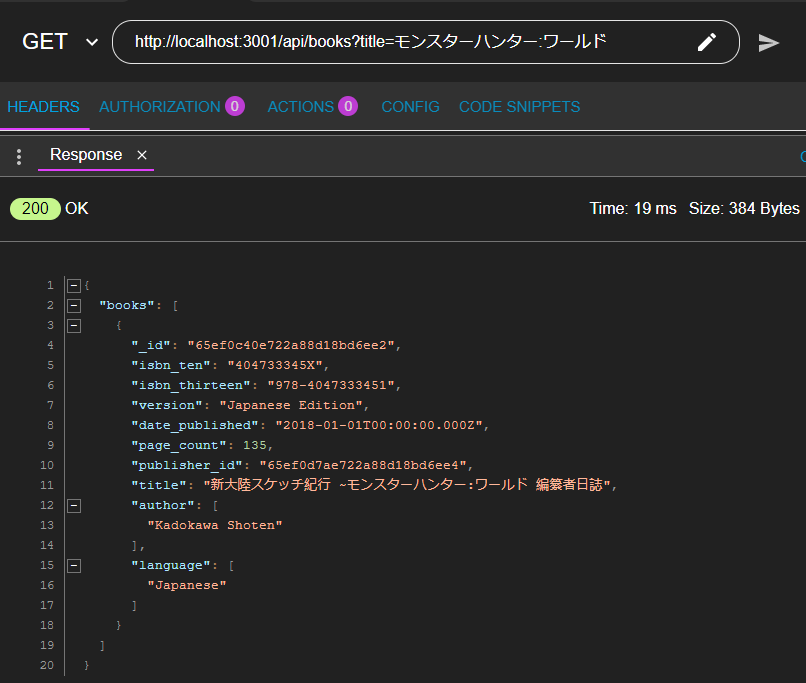 GET http://localhost:3001/api/books?title=モンスターハンター:ワールド
HEADERS AUTHORIZATION 0 ACTIONS 0 CONFIG CODE SNIPPETS
Response ×
200 OK Time: 19 ms Size: 384 Bytes
1 {
2 "books": [
3 {
4 "_id": "65ef0c40e722a88d18bd6ee2",
5 "isbn_ten": "404733345X",
6 "isbn_thirteen": "978-4047333451",
7 "version": "Japanese Edition",
8 "date_published": "2018-01-01T00:00:00.000Z",
9 "page_count": 135,
10 "publisher_id": "65ef0d7ae722a88d18bd6ee4",
11 "title": "新大陸スケッチ紀行 ~モンスターハンター:ワールド 編纂者日誌",
12 "author": [
13 "Kadokawa Shoten"
14 ],
15 "language": [
16 "Japanese"
17 ]
18 }
19 ]
20 }